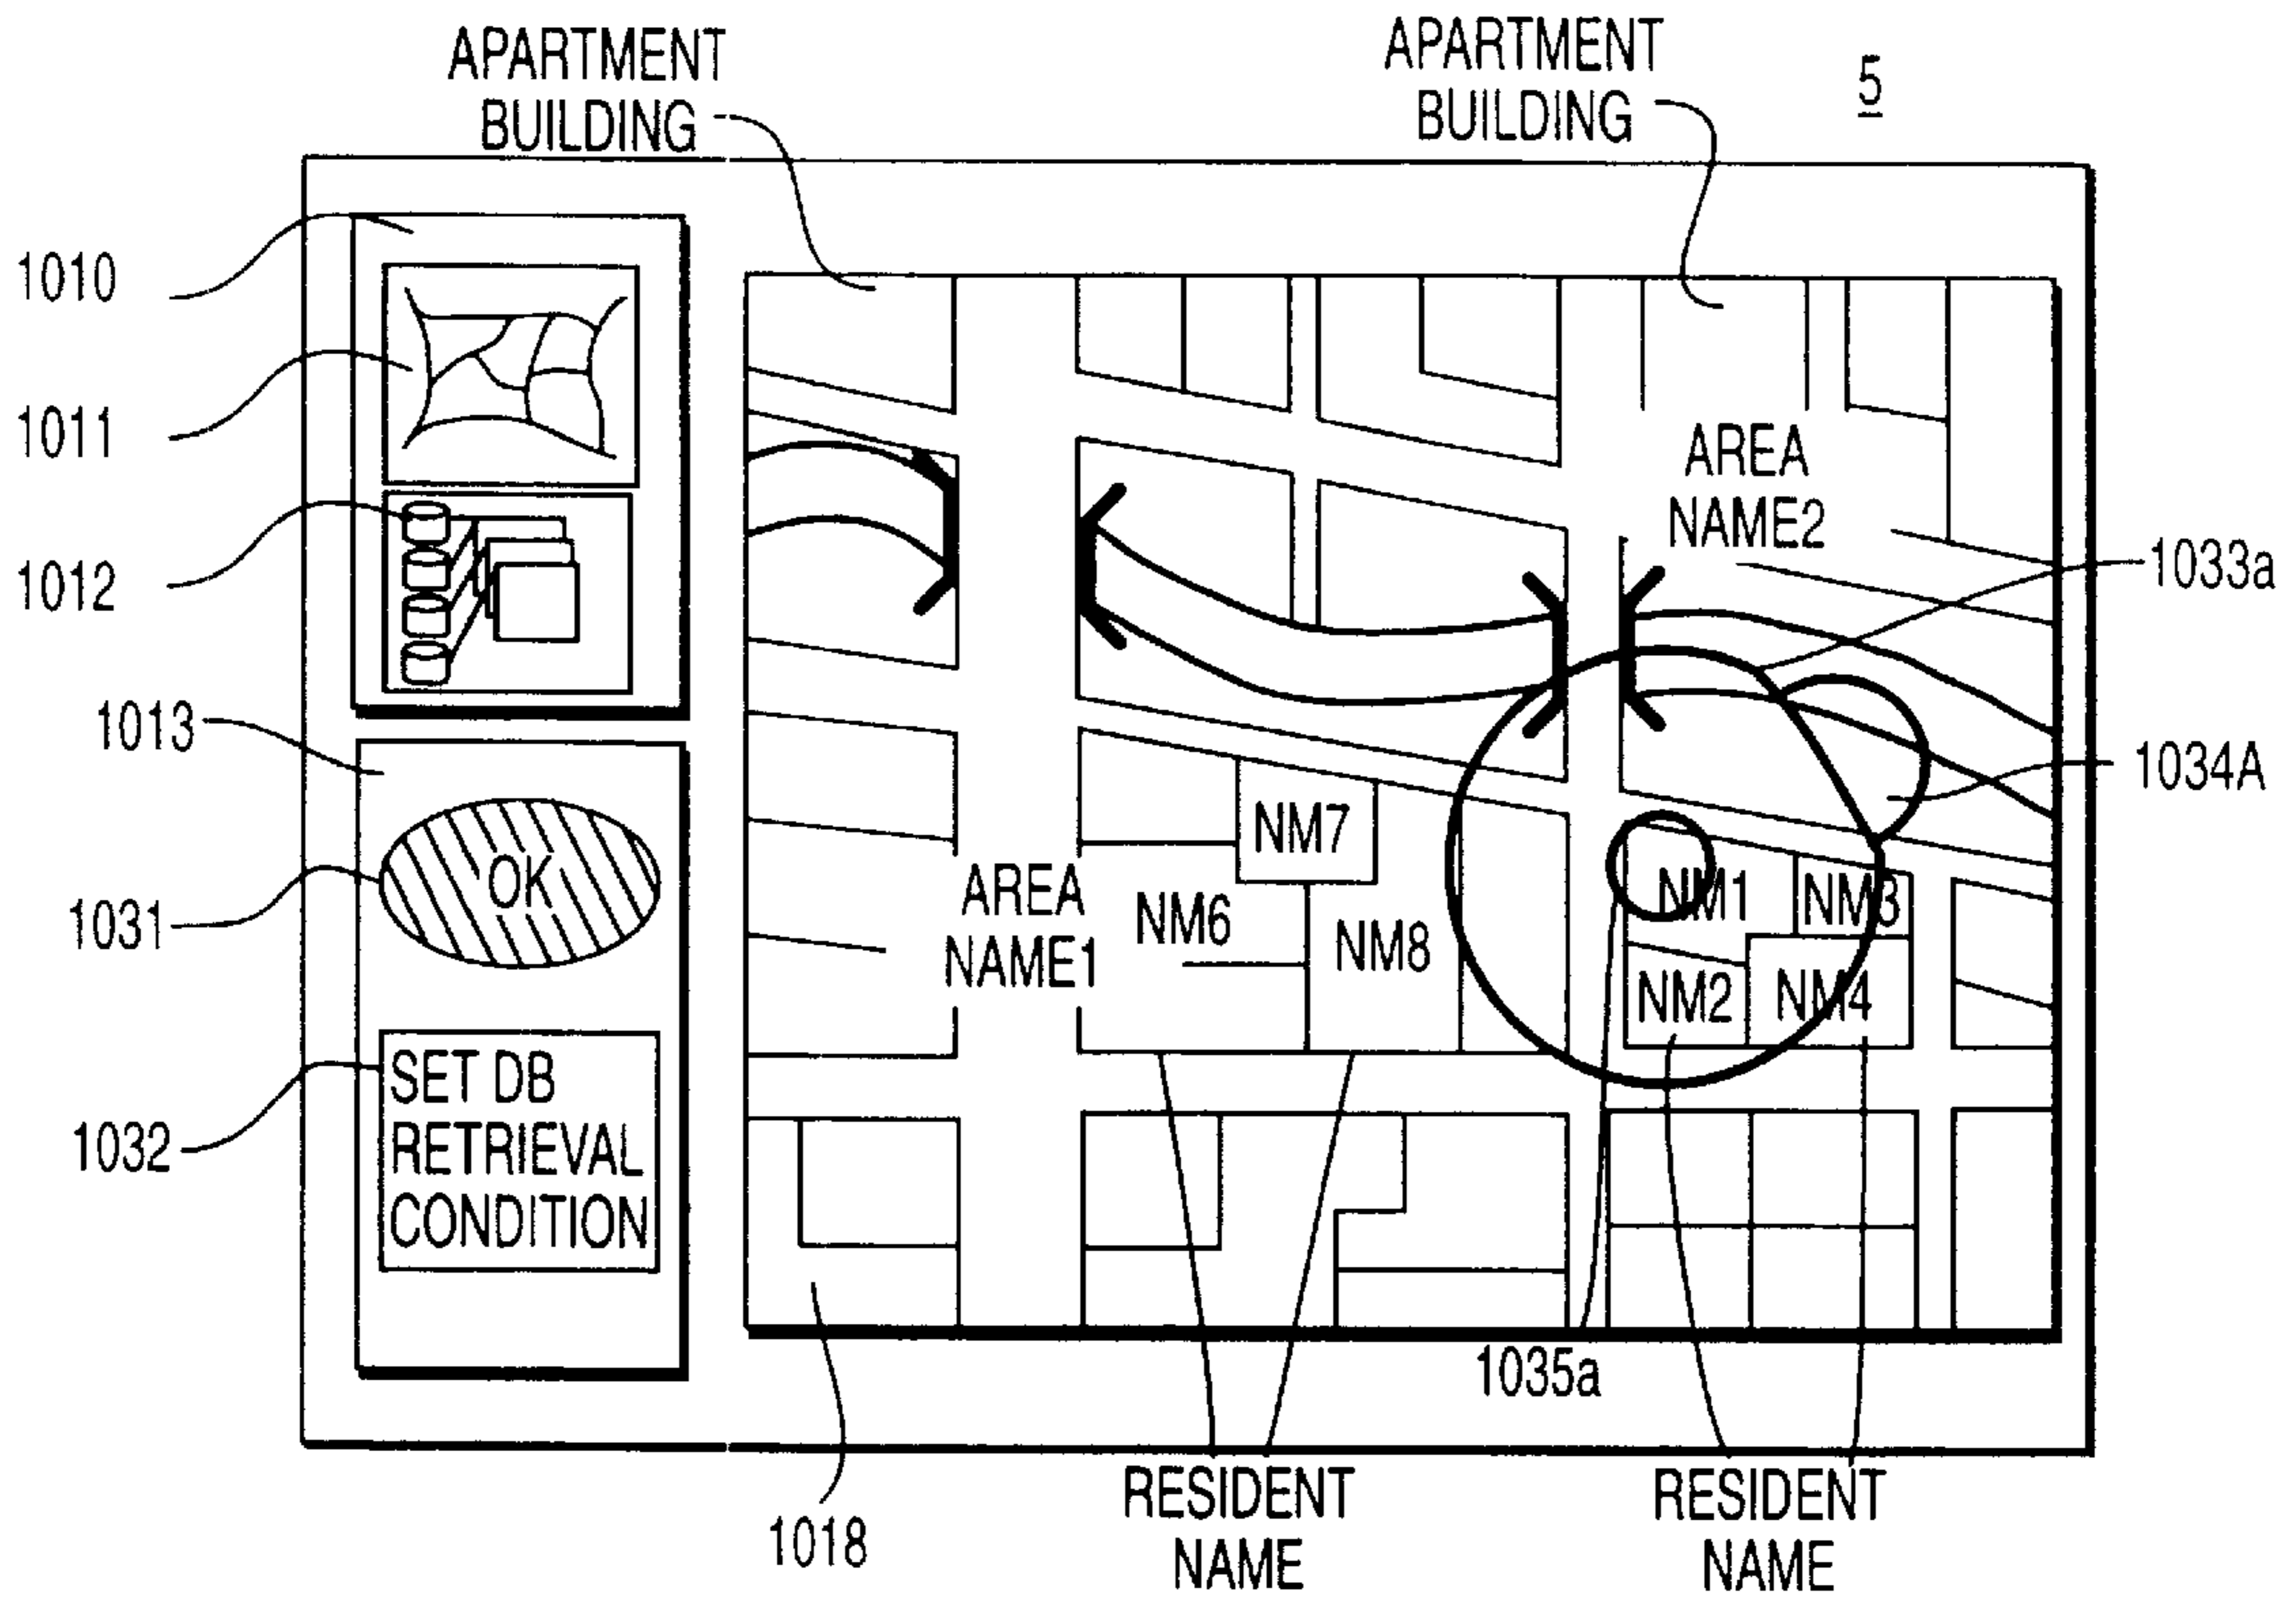 APARTMENT
BUILDING
APARTMENT
BUILDING
5
1010
1011
1012
1013
1031
1032
OK
SET DB
RETRIEVAL
CONDITION
AREA
NAME2
1033a
1034A
NM7
AREA
NAME1
NM6
NM8
NM1
NM3
NM2
NM4
1035a
1018
RESIDENT
NAME
RESIDENT
NAME